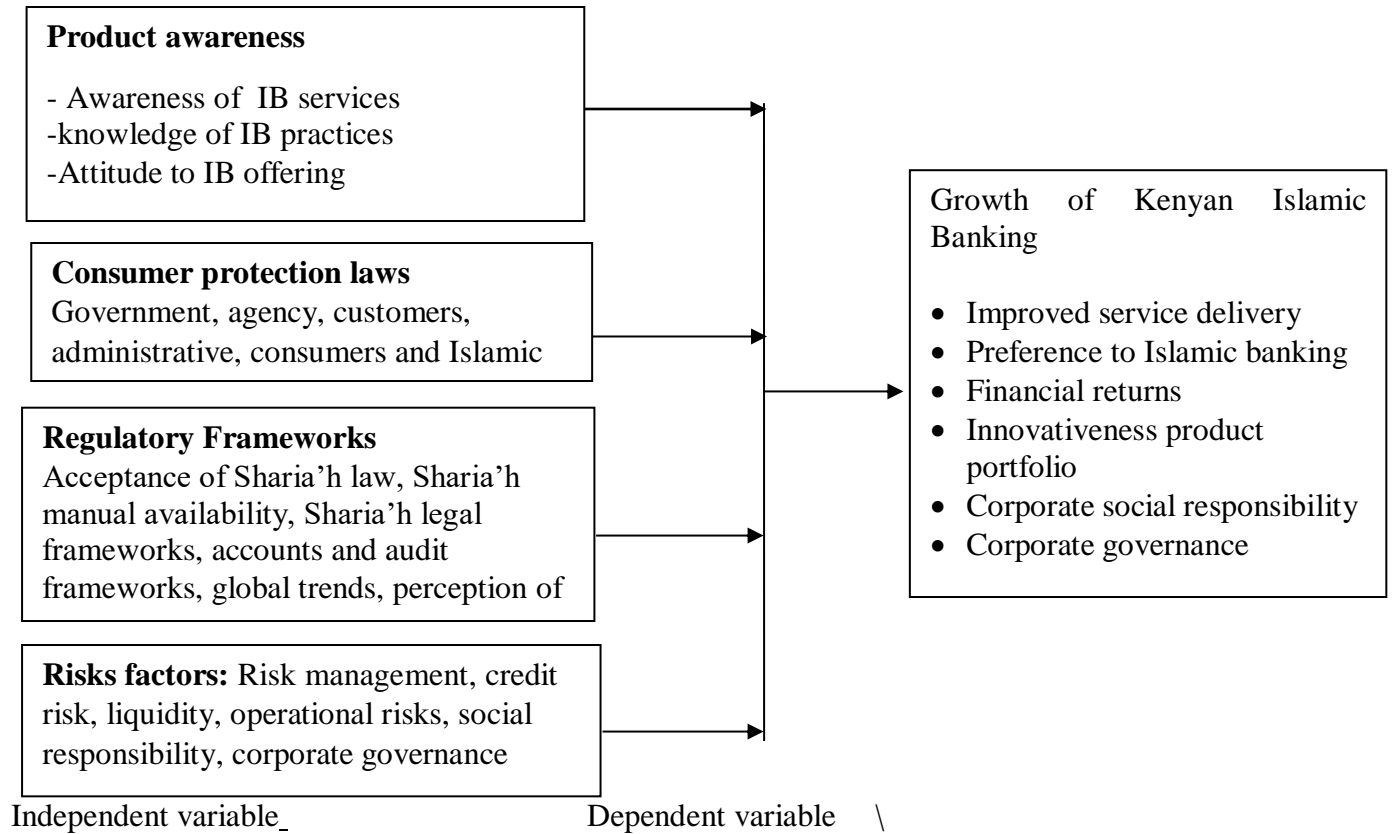 Product awareness
- Awareness of IB services
-knowledge of IB practices
-Attitude to IB offering
Consumer protection laws
Government, agency, customers,
administrative, consumers and Islamic
Regulatory Frameworks
Acceptance of Sharia’h law, Sharia’h
manual availability, Sharia’h legal
frameworks, accounts and audit
frameworks, global trends, perception of
Risks factors: Risk management, credit
risk, liquidity, operational risks, social
responsibility, corporate governance
Growth of Kenyan Islamic
Banking
• Improved service delivery
• Preference to Islamic banking
• Financial returns
• Innovativeness product
portfolio
• Corporate social responsibility
• Corporate governance
Independent variable_ Dependent variable \